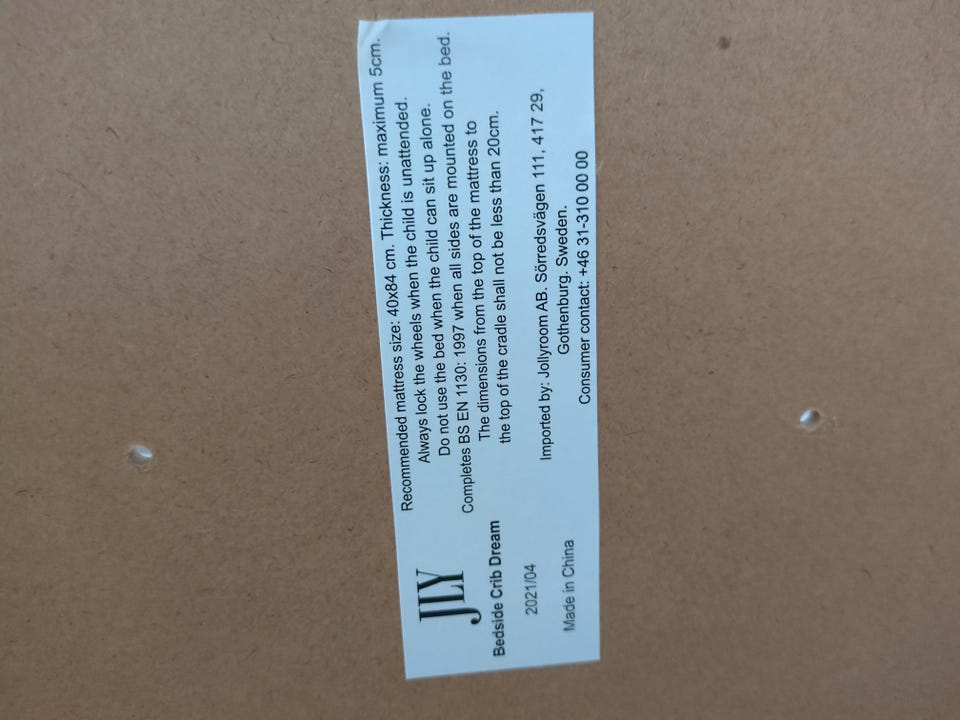 JLY
Bedside Crib Dream
2021/04
Made in China
Recommended mattress size: 40x84 cm. Thickness: maximum 5cm.
Always lock the wheels when the child is unattended.
Do not use the bed when the child can sit up alone.
Completes BS EN 1130: 1997 when all sides are mounted on the bed.
The dimensions from the top of the mattress to
the top of the cradle shall not be less than 20cm.
Imported by: Jollyroom AB. Sörredsvägen 111, 417 29,
Gothenburg. Sweden.
Consumer contact: +46 31-310 00 00